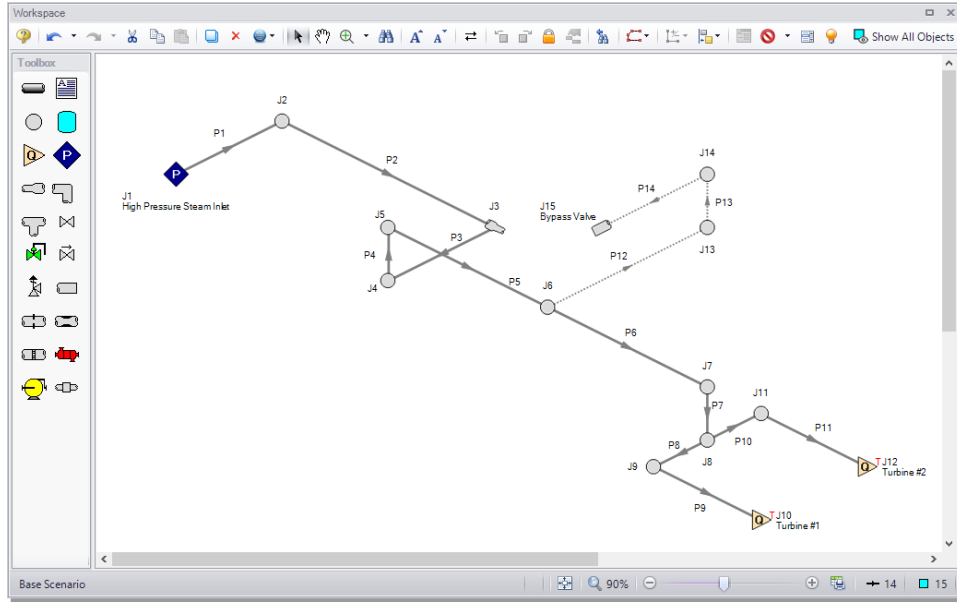 Workspace
Show All Objects
Toolbox
A
Q
P
J2
P1
P2
P
J1
High Pressure Steam Inlet
J14
P14
P13
J15
Bypass Valve
J3
J5
P3
P12
J13
P4
P5
J4
J6
P6
J7
J11
P7
P11
P10
P8
J8
J9
Q
T
J12
Turbine #2
P9
Q
T
J10
Turbine #1
Base Scenario
90%
14
15